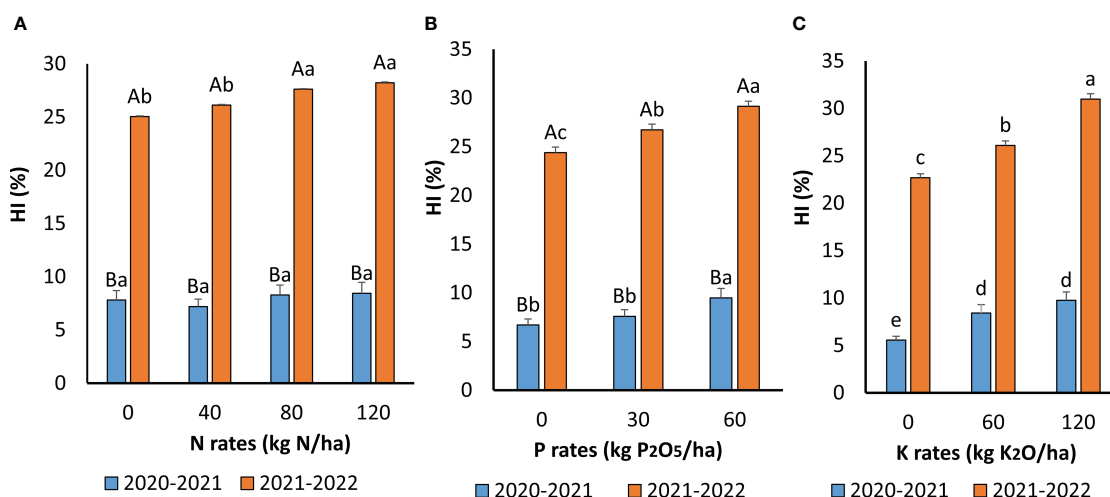 A
HI (%)
30
25
20
15
10
5
0
Ab Ab Aa Aa
Ba Ba Ba Ba
0 40 80 120
N rates (kg N/ha)
2020-2021 2021-2022
B
HI (%)
35
30
25
20
15
10
5
0
Ac Ab Aa
Bb Bb Ba
0 30 60
P rates (kg P2O5/ha)
2020-2021 2021-2022
C
HI (%)
35
30
25
20
15
10
5
0
c b a
e d d
0 60 120
K rates (kg K2O/ha)
2020-2021 2021-2022